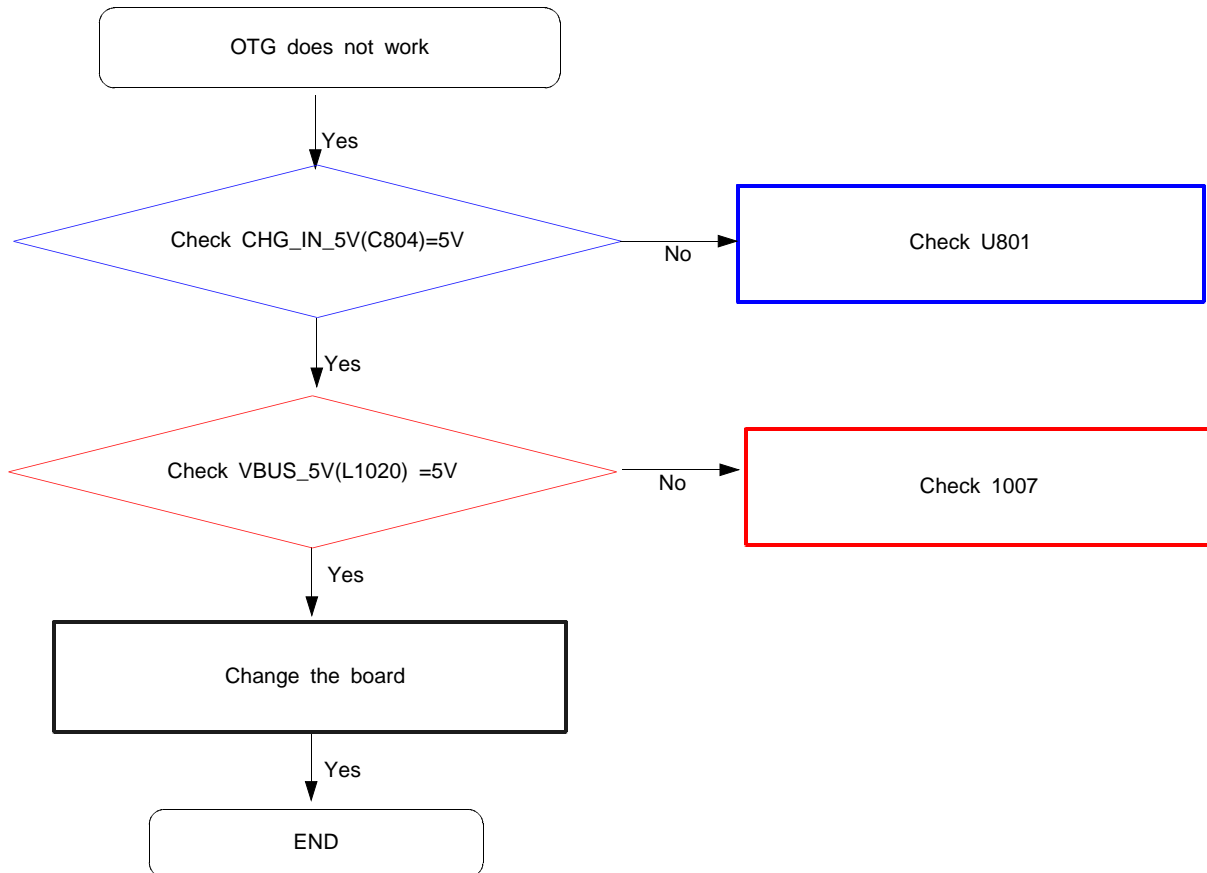 OTG does not work
Yes
Check CHG_IN_5V(C804)=5V
No
Check U801
Yes
Check VBUS_5V(L1020) =5V
No
Check 1007
Yes
Change the board
Yes
END